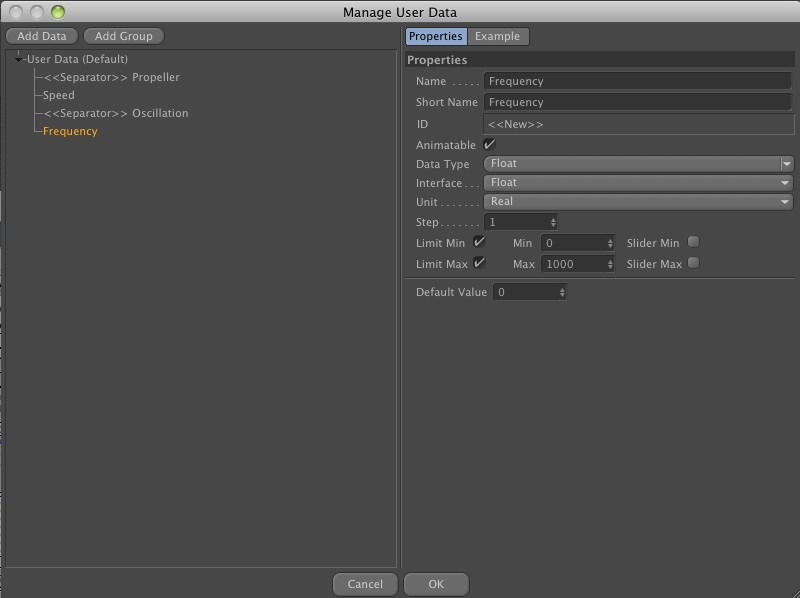 Manage User Data
Add Data Add Group
User Data (Default)
<<Separator>> Propeller
Speed
<<Separator>> Oscillation
Frequency
Properties Example
Properties
Name . . . . . Frequency
Short Name Frequency
ID <<New>>
Animatable
Data Type Float
Interface . . . Float
Unit . . . . . . . Real
Step . . . . . . . 1
Limit Min Min 0 Slider Min
Limit Max Max 1000 Slider Max
Default Value 0
Cancel OK